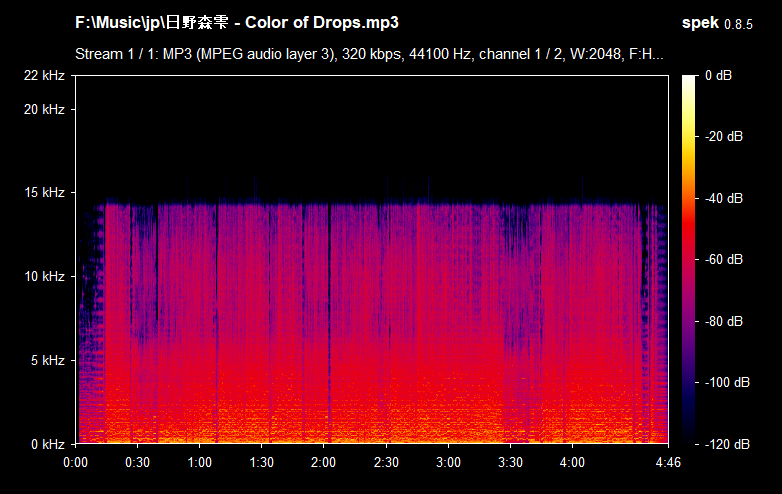 F:\Music\jp\日野森雫 - Color of Drops.mp3
spek 0.8.5
Stream 1 / 1: MP3 (MPEG audio layer 3), 320 kbps, 44100 Hz, channel 1 / 2, W:2048, F:H...
22 kHz
20 kHz
15 kHz
10 kHz
5 kHz
0 kHz
0:00 0:30 1:00 1:30 2:00 2:30 3:00 3:30 4:00 4:46
0 dB
-20 dB
-40 dB
-60 dB
-80 dB
-100 dB
-120 dB